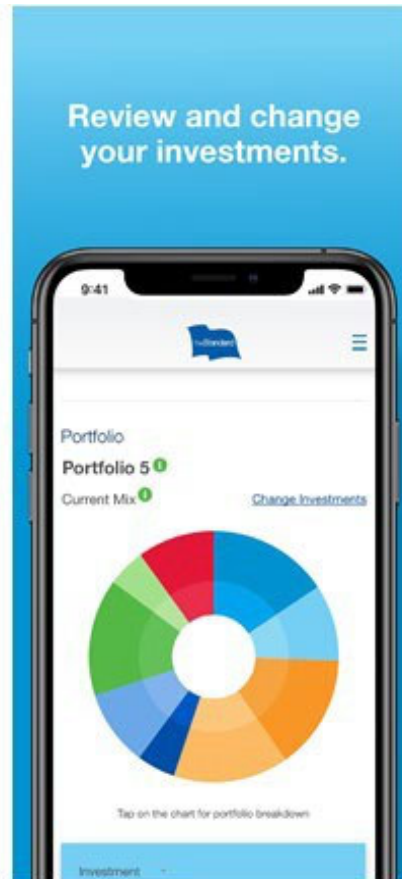 Review and change
your investments.
9:41
TheStandard
Portfolio
Portfolio 5
Current Mix
Change Investments
Tap on the chart for portfolio breakdown
Investment